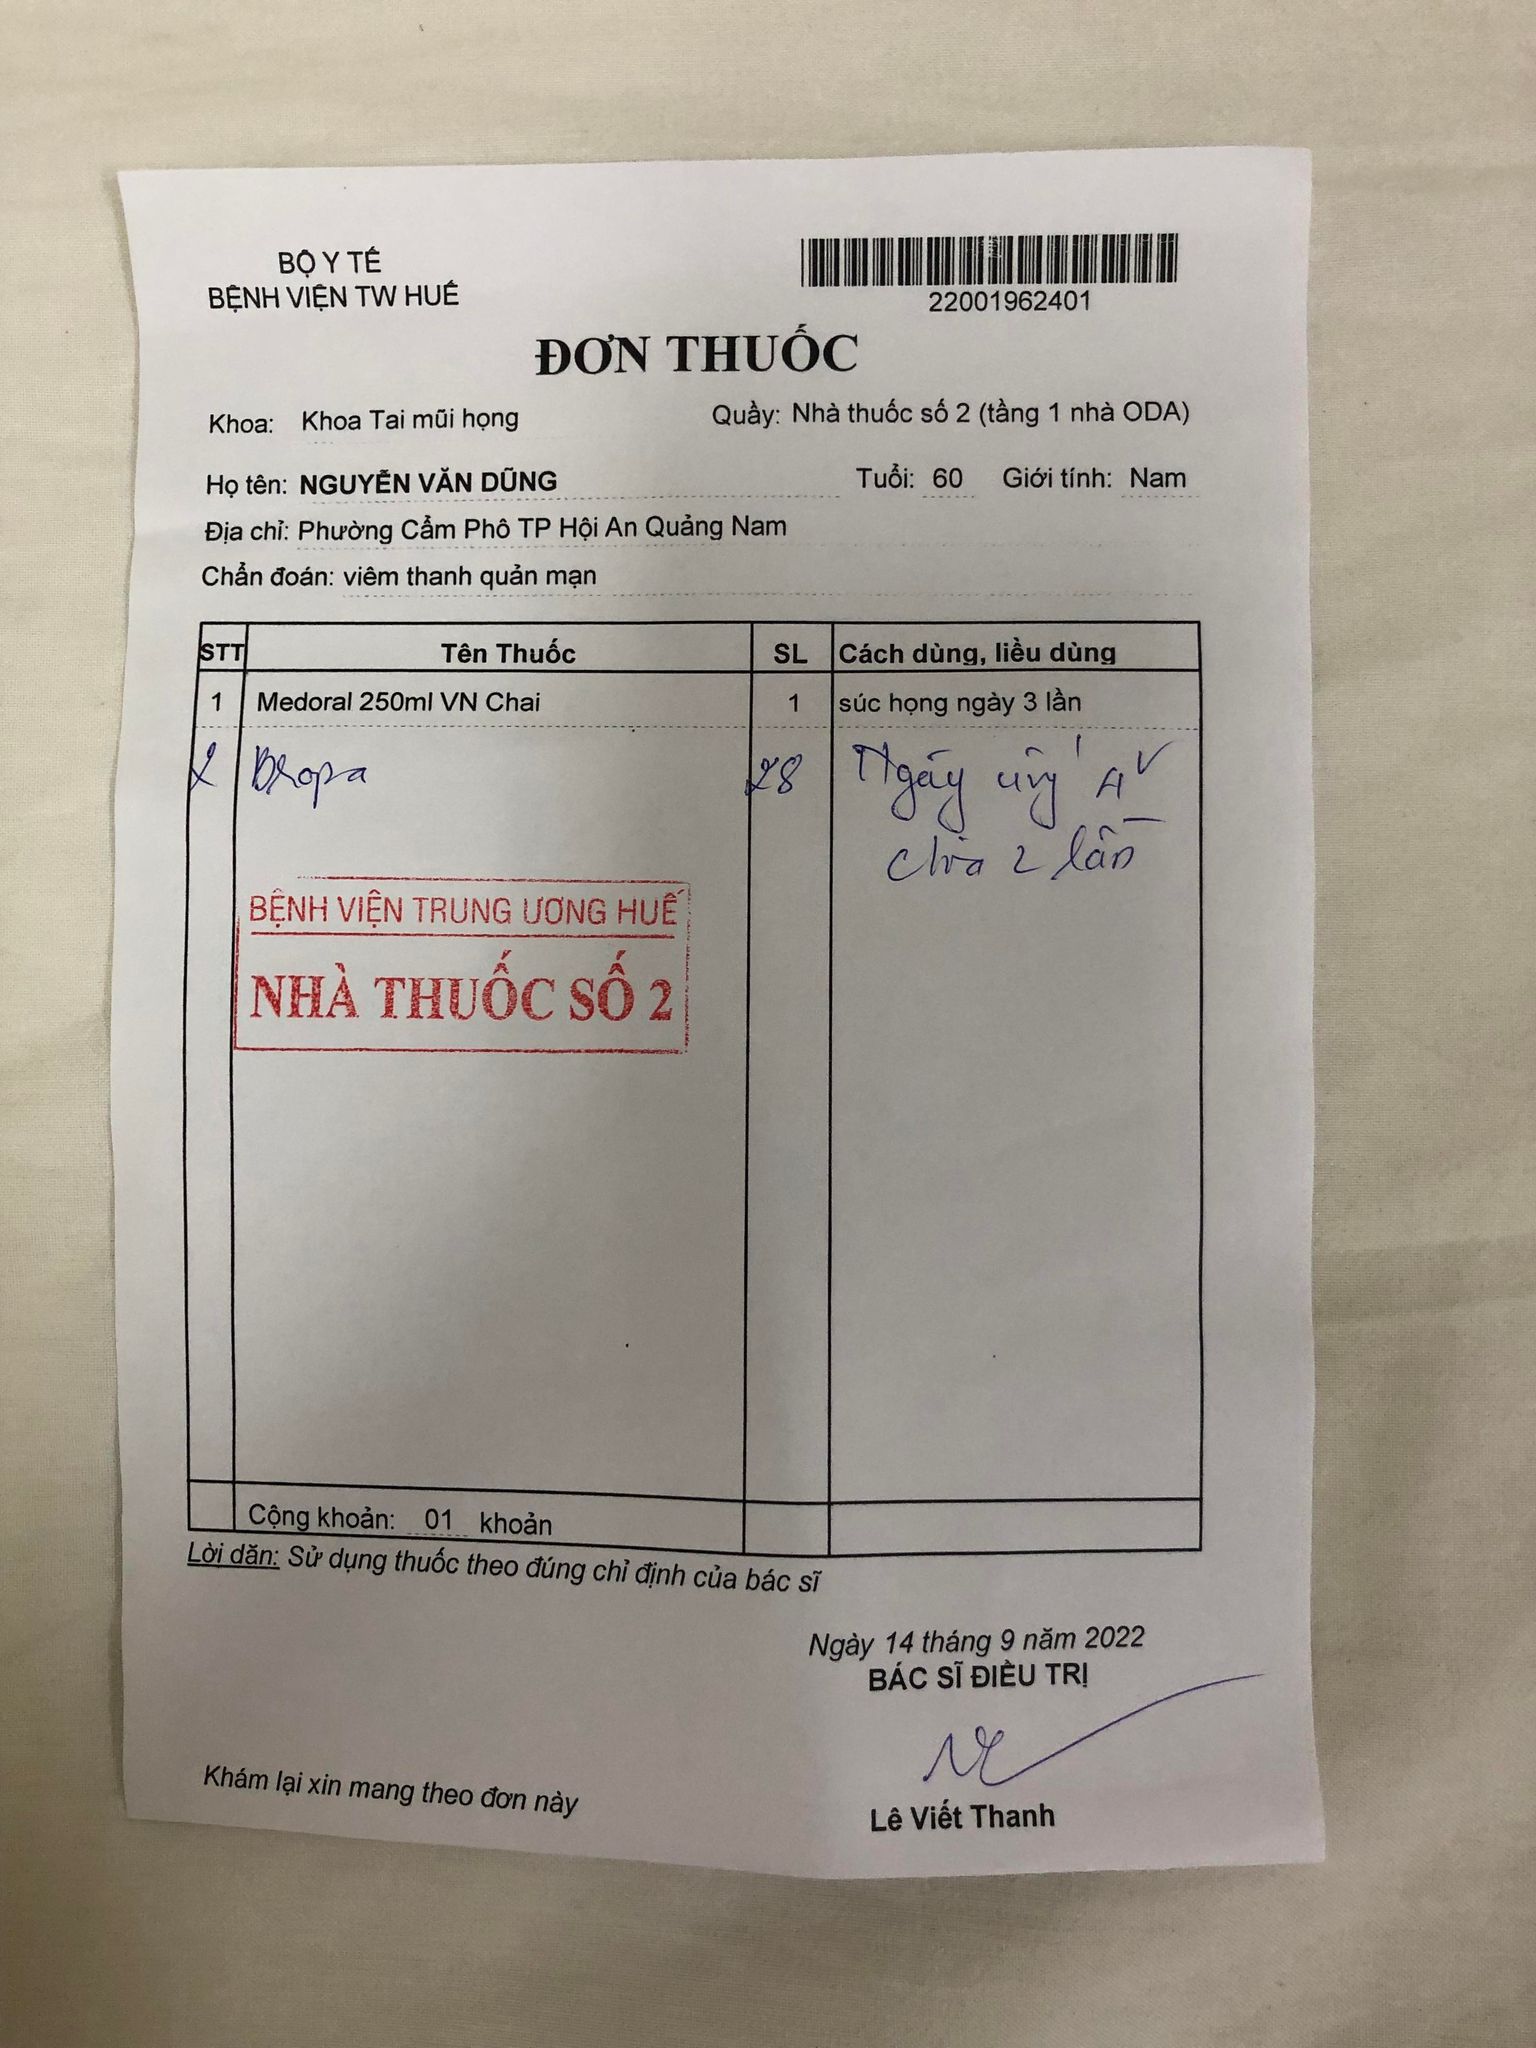 BỘ Y TẾ
BỆNH VIỆN TW HUẾ
22001962401
ĐƠN THUỐC
Khoa: Khoa Tai mũi họng Quầy: Nhà thuốc số 2 (tầng 1 nhà ODA)
Họ tên: NGUYỄN VĂN DŨNG Tuổi: 60 Giới tính: Nam
Địa chỉ: Phường Cẩm Phô TP Hội An Quảng Nam
Chẩn đoán: viêm thanh quản mạn
STT Tên Thuốc SL Cách dùng, liều dùng
1 Medoral 250ml VN Chai 1 súc họng ngày 3 lần
2 28 Ngày uống
chia 2 lần
BỆNH VIỆN TRUNG ƯƠNG HUẾ
NHÀ THUỐC SỐ 2
Cộng khoản: 01 khoản
Lời dăn: Sử dụng thuốc theo đúng chỉ định của bác sĩ
Ngày 14 tháng 9 năm 2022
BÁC SĨ ĐIỀU TRỊ
Khám lại xin mang theo đơn này
Lê Viết Thanh